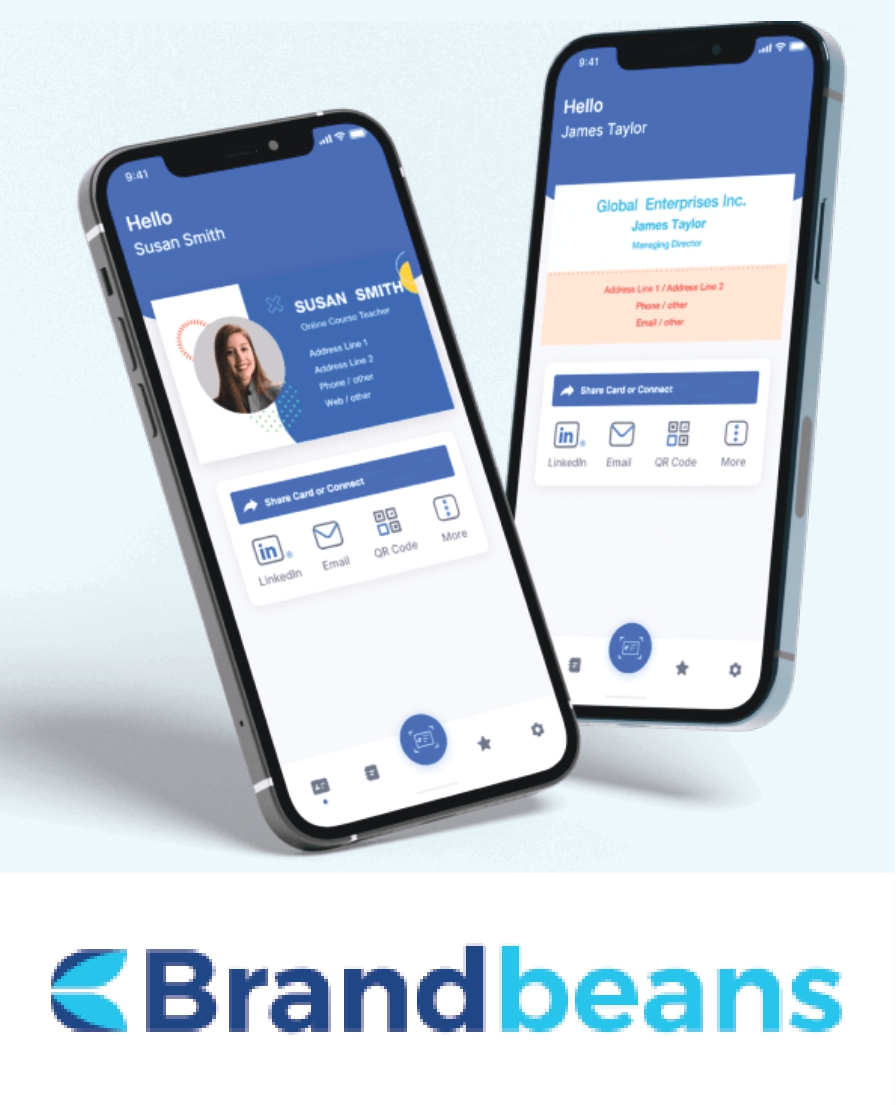 9:41
Hello
Susan Smith
SUSAN SMITH
Online Course Teacher
Address Line 1
Address Line 2
Phone / other
Web / other
Share Card or Connect
in
LinkedIn
Email
QR Code
More
9:41
Hello
James Taylor
Global Enterprises Inc.
James Taylor
Managing Director
Address Line 1 / Address Line 2
Phone / other
Email / other
Share Card or Connect
in
LinkedIn
Email
QR Code
More
Brandbeans